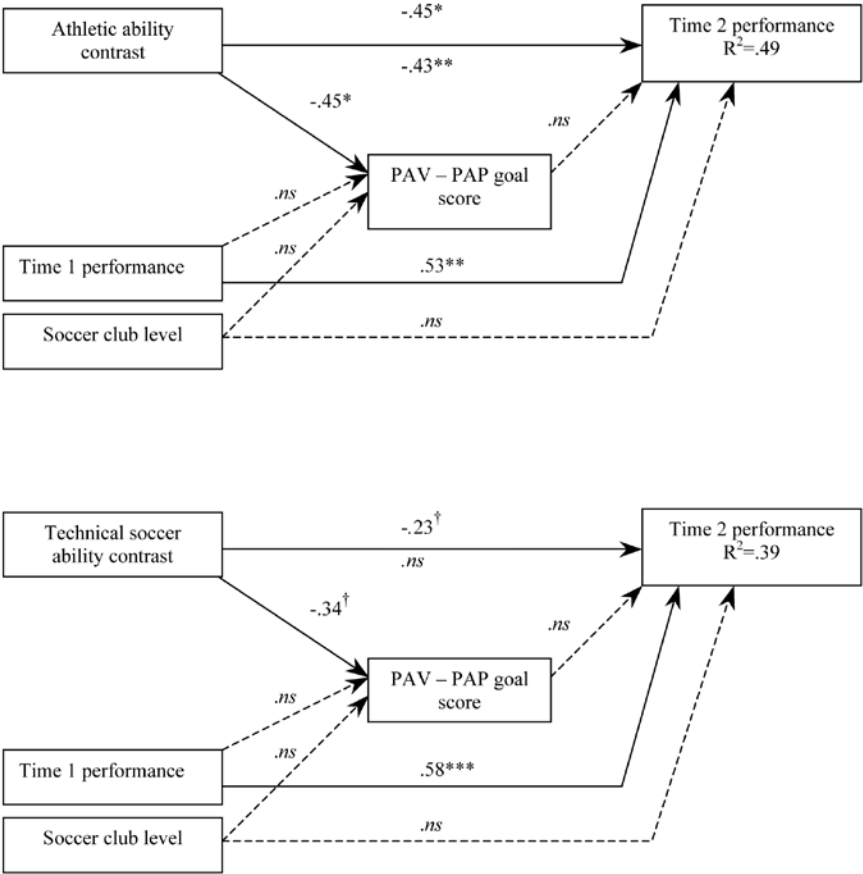 Athletic ability
contrast
-.45*
-.43**
Time 2 performance
R²=.49
-.45*
.ns
PAV – PAP goal
score
.ns
.ns
Time 1 performance
.53**
Soccer club level
.ns
Technical soccer
ability contrast
-.23†
.ns
Time 2 performance
R²=.39
-.34†
.ns
PAV – PAP goal
score
.ns
.ns
Time 1 performance
.58***
Soccer club level
.ns